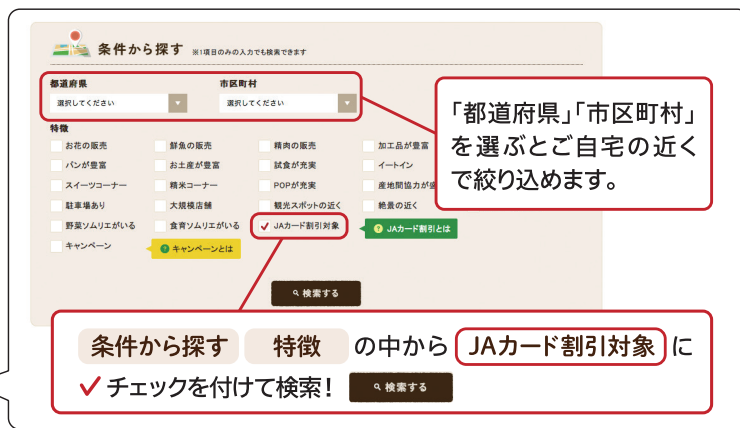 条件から探す ※1項目のみの入力でも検索できます
都道府県 市区町村
選択してください 選択してください
「都道府県」「市区町村」
を選ぶとご自宅の近く
で絞り込めます。
特徴
お花の販売 鮮魚の販売 精肉の販売 加工品が豊富
パンが豊富 お土産が豊富 試食が充実 イートイン
スイーツコーナー 精米コーナー POPが充実 産地間協力が
駐車場あり 大規模店舗 観光スポットの近く 絶景の近く
野菜ソムリエがいる 食育ソムリエがいる JAカード割引対象 ? JAカード割引とは
キャンペーン ? キャンペーンとは
検索する
条件から探す 特徴 の中から JAカード割引対象 に
チェックを付けて検索! 検索する